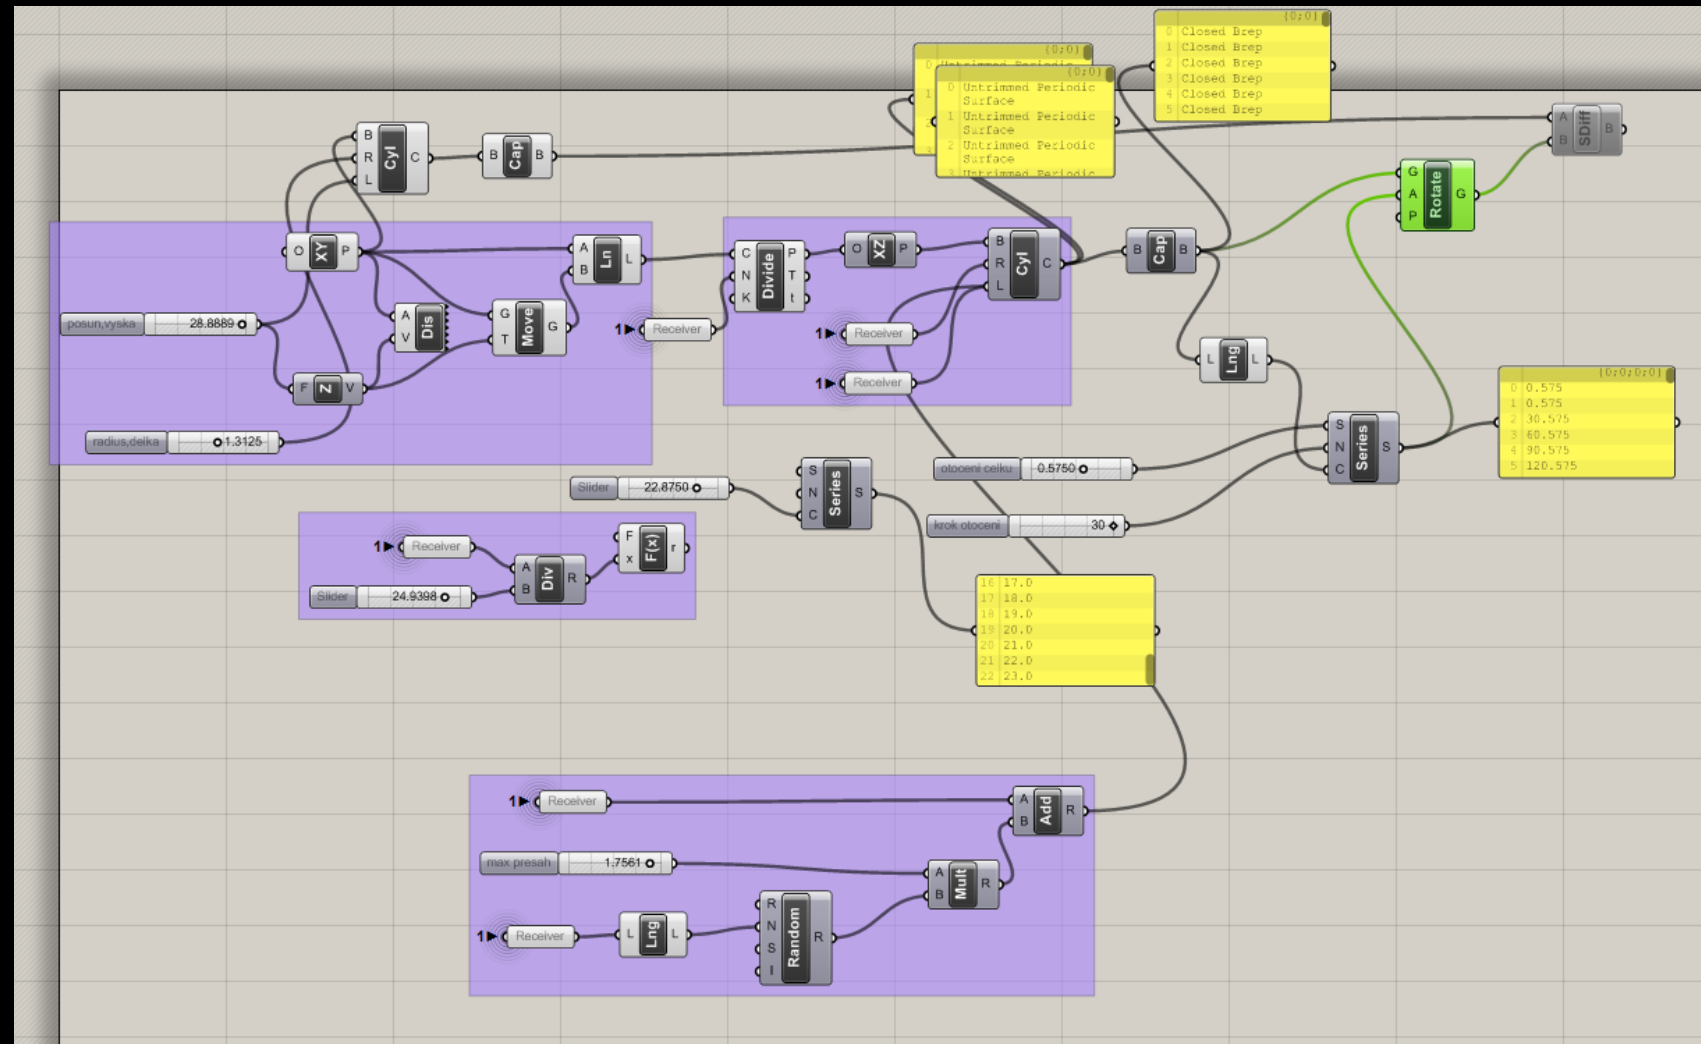 {0;0}
0 Closed Brep
1 Closed Brep
2 Closed Brep
3 Closed Brep
4 Closed Brep
5 Closed Brep
{0;0}
0 Untrimmed Periodic
1
2
3
{0;0}
0 Untrimmed Periodic
Surface
1 Untrimmed Periodic
Surface
2 Untrimmed Periodic
Surface
3 Untrimmed Periodic
B R L Cyl C
B Cap B
A B SDiff B
G A P Rotate G
O XY P
A B Ln L
C N K Divide P T t
O XZ P
B R L Cyl C
B Cap B
posun,vyska 28.8889
A V Dis
G T Move G
1 Receiver
1 Receiver
1 Receiver
F Z V
L Lng L
radius,delka 1.3125
{0;0;0;0}
0 0.575
1 0.575
2 30.575
3 60.575
4 90.575
5 120.575
S N C Series S
otoceni celku 0.5750
krok otoceni 30
Slider 22.8750
S N C Series S
1 Receiver
Slider 24.9398
A B Div R
F x F(x) r
16 17.0
17 18.0
18 19.0
19 20.0
20 21.0
21 22.0
22 23.0
1 Receiver
A B Add R
max presah 1.7561
A B Mult R
1 Receiver
L Lng L
R N S I Random R